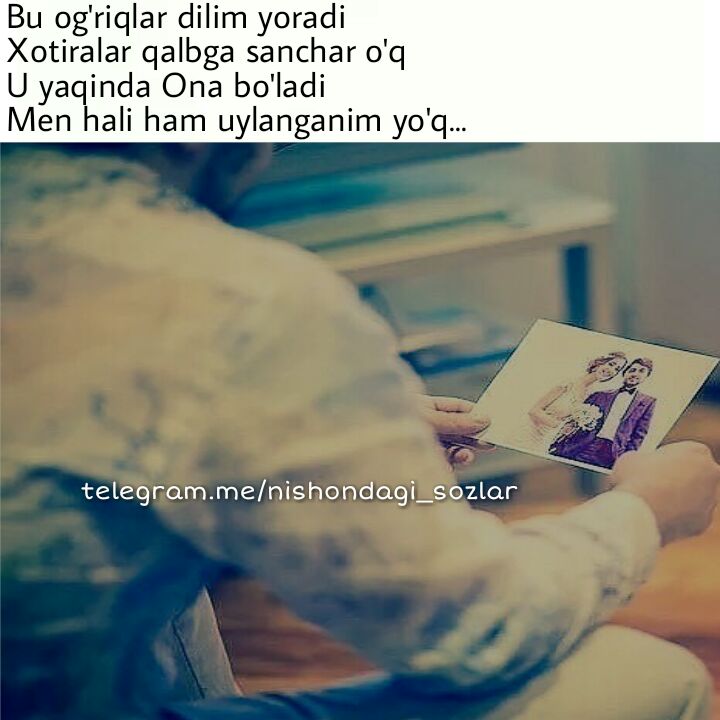 Bu og'riqlar dilim yoradi
Xotiralar qalbga sanchar o'q
U yaqinda Ona bo'ladi
Men hali ham uylanganim yo'q...
telegram.me/nishondagi_sozlar